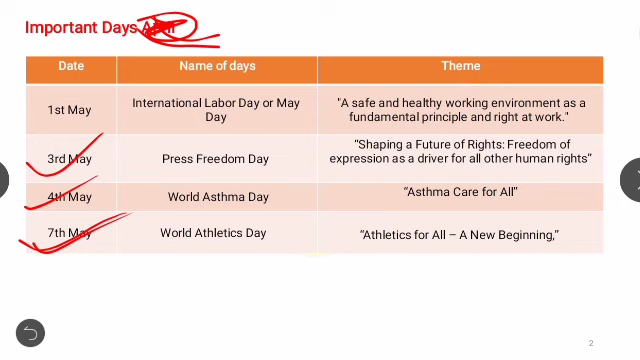 Important Days
Date Name of days Theme
1st May International Labor Day or May Day "A safe and healthy working environment as a fundamental principle and right at work."
3rd May Press Freedom Day “Shaping a Future of Rights: Freedom of expression as a driver for all other human rights”
4th May World Asthma Day “Asthma Care for All”
7th May World Athletics Day “Athletics for All – A New Beginning,”
2